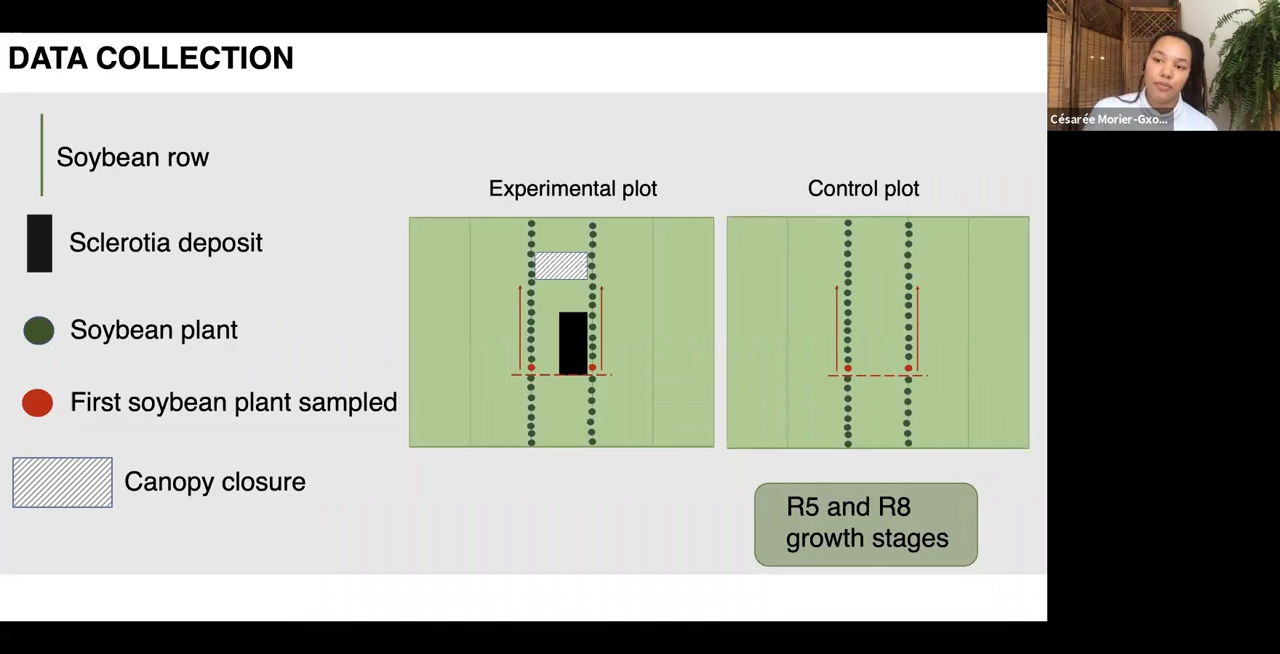 DATA COLLECTION
Césarée Morier-Gxo...
Soybean row
Experimental plot
Control plot
Sclerotia deposit
Soybean plant
First soybean plant sampled
Canopy closure
R5 and R8
growth stages